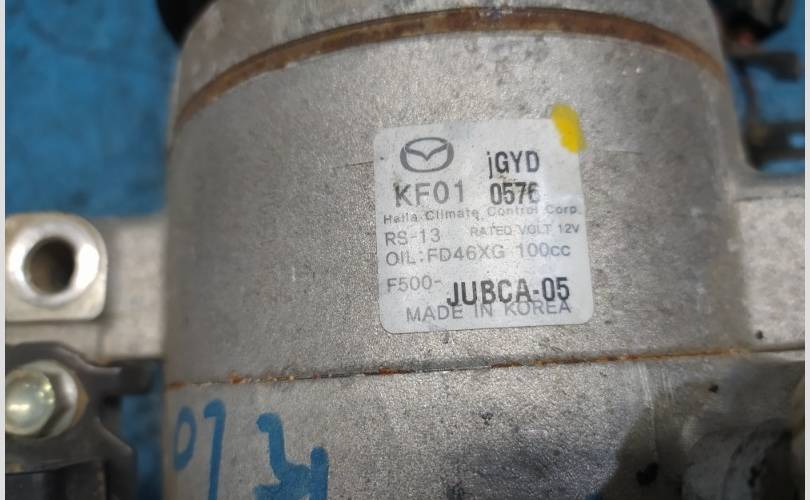 jGYD
KF01 0576
Halla Climate Control Corp.
RS-13 RATED VOLT 12V
OIL:FD46XG 100cc
F500-JUBCA-05
MADE IN KOREA